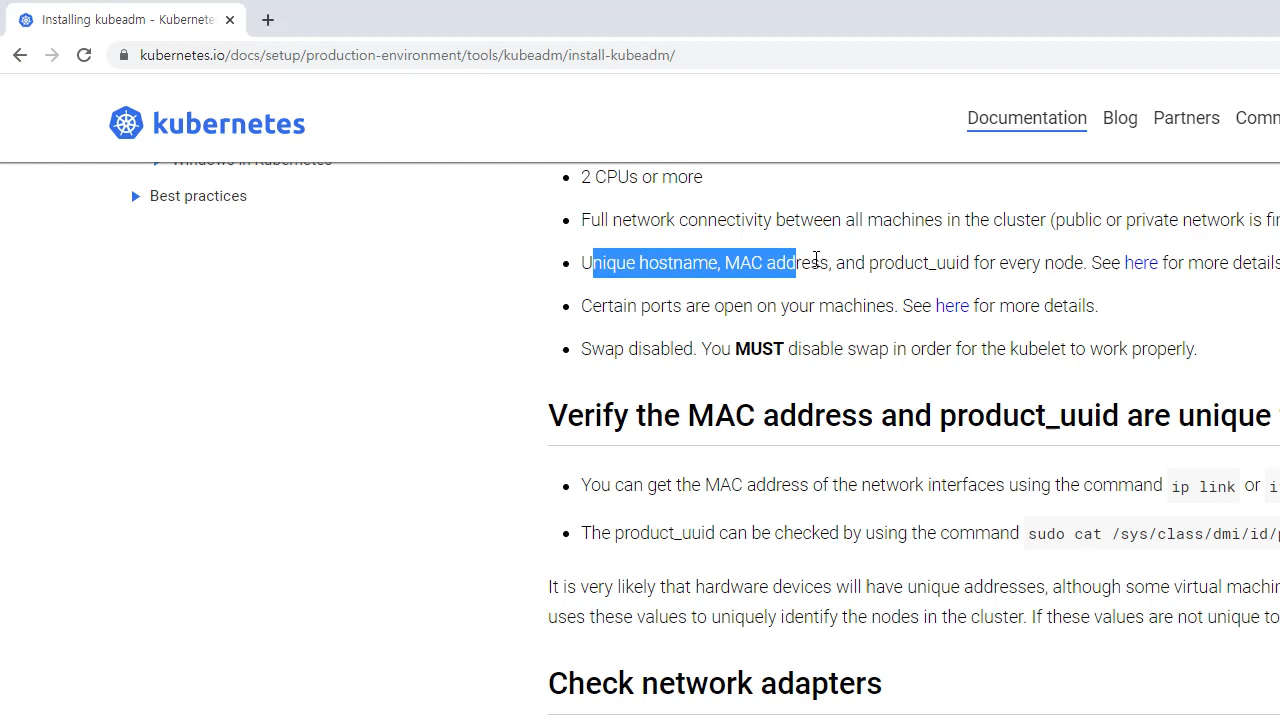 Installing kubeadm - Kubernete
kubernetes.io/docs/setup/production-environment/tools/kubeadm/install-kubeadm/
kubernetes
Documentation Blog Partners Comm
Windows in Kubernetes
Best practices
2 CPUs or more
Full network connectivity between all machines in the cluster (public or private network is fi
Unique hostname, MAC address, and product_uuid for every node. See here for more details
Certain ports are open on your machines. See here for more details.
Swap disabled. You MUST disable swap in order for the kubelet to work properly.
Verify the MAC address and product_uuid are unique
You can get the MAC address of the network interfaces using the command ip link or i
The product_uuid can be checked by using the command sudo cat /sys/class/dmi/id/p
It is very likely that hardware devices will have unique addresses, although some virtual machin
uses these values to uniquely identify the nodes in the cluster. If these values are not unique to
Check network adapters